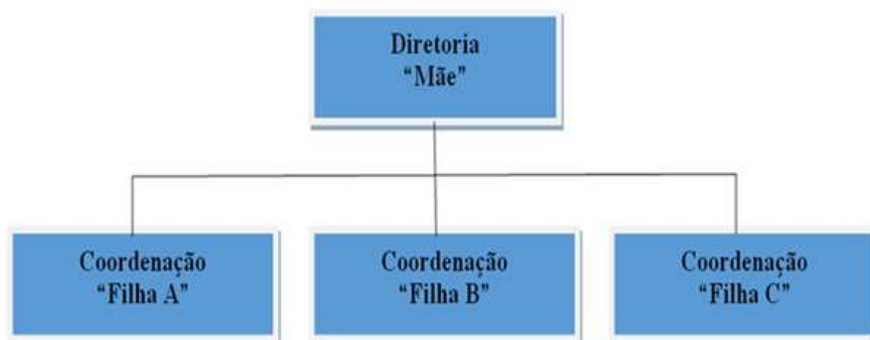 Diretoria
“Mãe”
Coordenação
“Filha A”
Coordenação
“Filha B”
Coordenação
“Filha C”